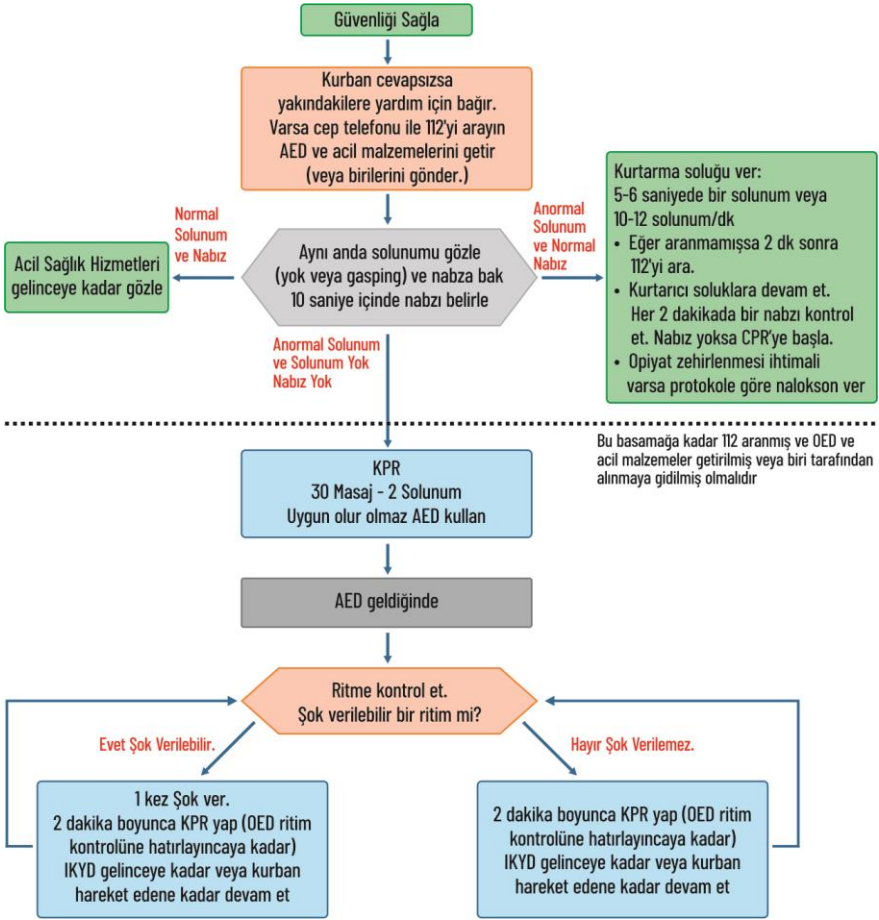 Güvenliği Sağla
Kurban cevapsızsa
yakındakilere yardım için bağır.
Varsa cep telefonu ile 112'yi arayın
AED ve acil malzemelerini getir
(veya birilerini gönder.)
Normal
Solunum
ve Nabız
Anormal
Solunum
ve Normal
Nabız
Acil Sağlık Hizmetleri
gelinceye kadar gözle
Aynı anda solunumu gözle
(yok veya gasping) ve nabza bak
10 saniye içinde nabzı belirle
Kurtarma soluğu ver:
5-6 saniyede bir solunum veya
10-12 solunum/dk
• Eğer aranmamışsa 2 dk sonra
112'yi ara.
• Kurtarıcı soluklara devam et.
Her 2 dakikada bir nabzı kontrol
et. Nabız yoksa CPR'ye başla.
• Opiyat zehirlenmesi ihtimali
varsa protokole göre nalokson ver
Anormal Solunum
ve Solunum Yok
Nabız Yok
Bu basamağa kadar 112 aranmış ve OED ve
acil malzemeler getirilmiş veya biri tarafından
alınmaya gidilmiş olmalıdır
KPR
30 Masaj - 2 Solunum
Uygun olur olmaz AED kullan
AED geldiğinde
Ritme kontrol et.
Şok verilebilir bir ritim mi?
Evet Şok Verilebilir.
Hayır Şok Verilemez.
1 kez Şok ver.
2 dakika boyunca KPR yap (OED ritim
kontrolüne hatırlayıncaya kadar)
IKYD gelinceye kadar veya kurban
hareket edene kadar devam et
2 dakika boyunca KPR yap (OED ritim
kontrolüne hatırlayıncaya kadar)
IKYD gelinceye kadar veya kurban
hareket edene kadar devam et